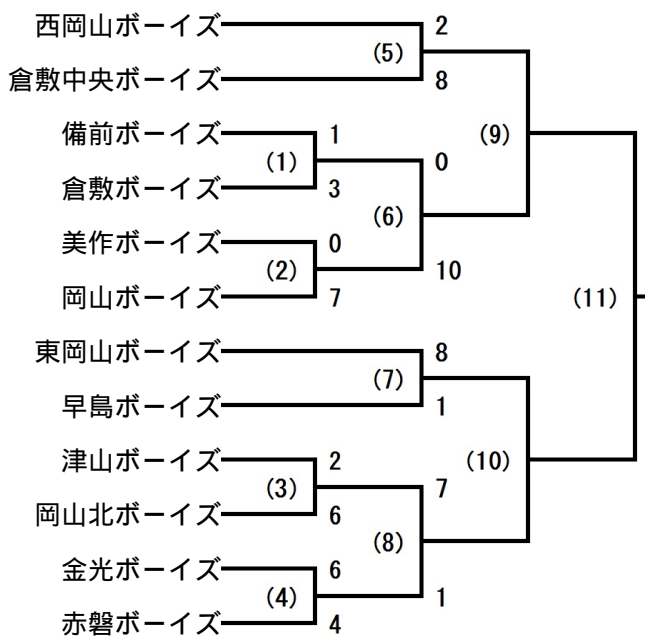 西岡山ボーイズ 2
(5)
倉敷中央ボーイズ 8
備前ボーイズ 1
(9)
(1) 0
倉敷ボーイズ 3
(6)
美作ボーイズ 0
(2) 10
岡山ボーイズ 7
(11)
東岡山ボーイズ 8
(7)
早島ボーイズ 1
津山ボーイズ 2
(10)
(3) 7
岡山北ボーイズ 6
(8)
金光ボーイズ 6
(4) 1
赤磐ボーイズ 4